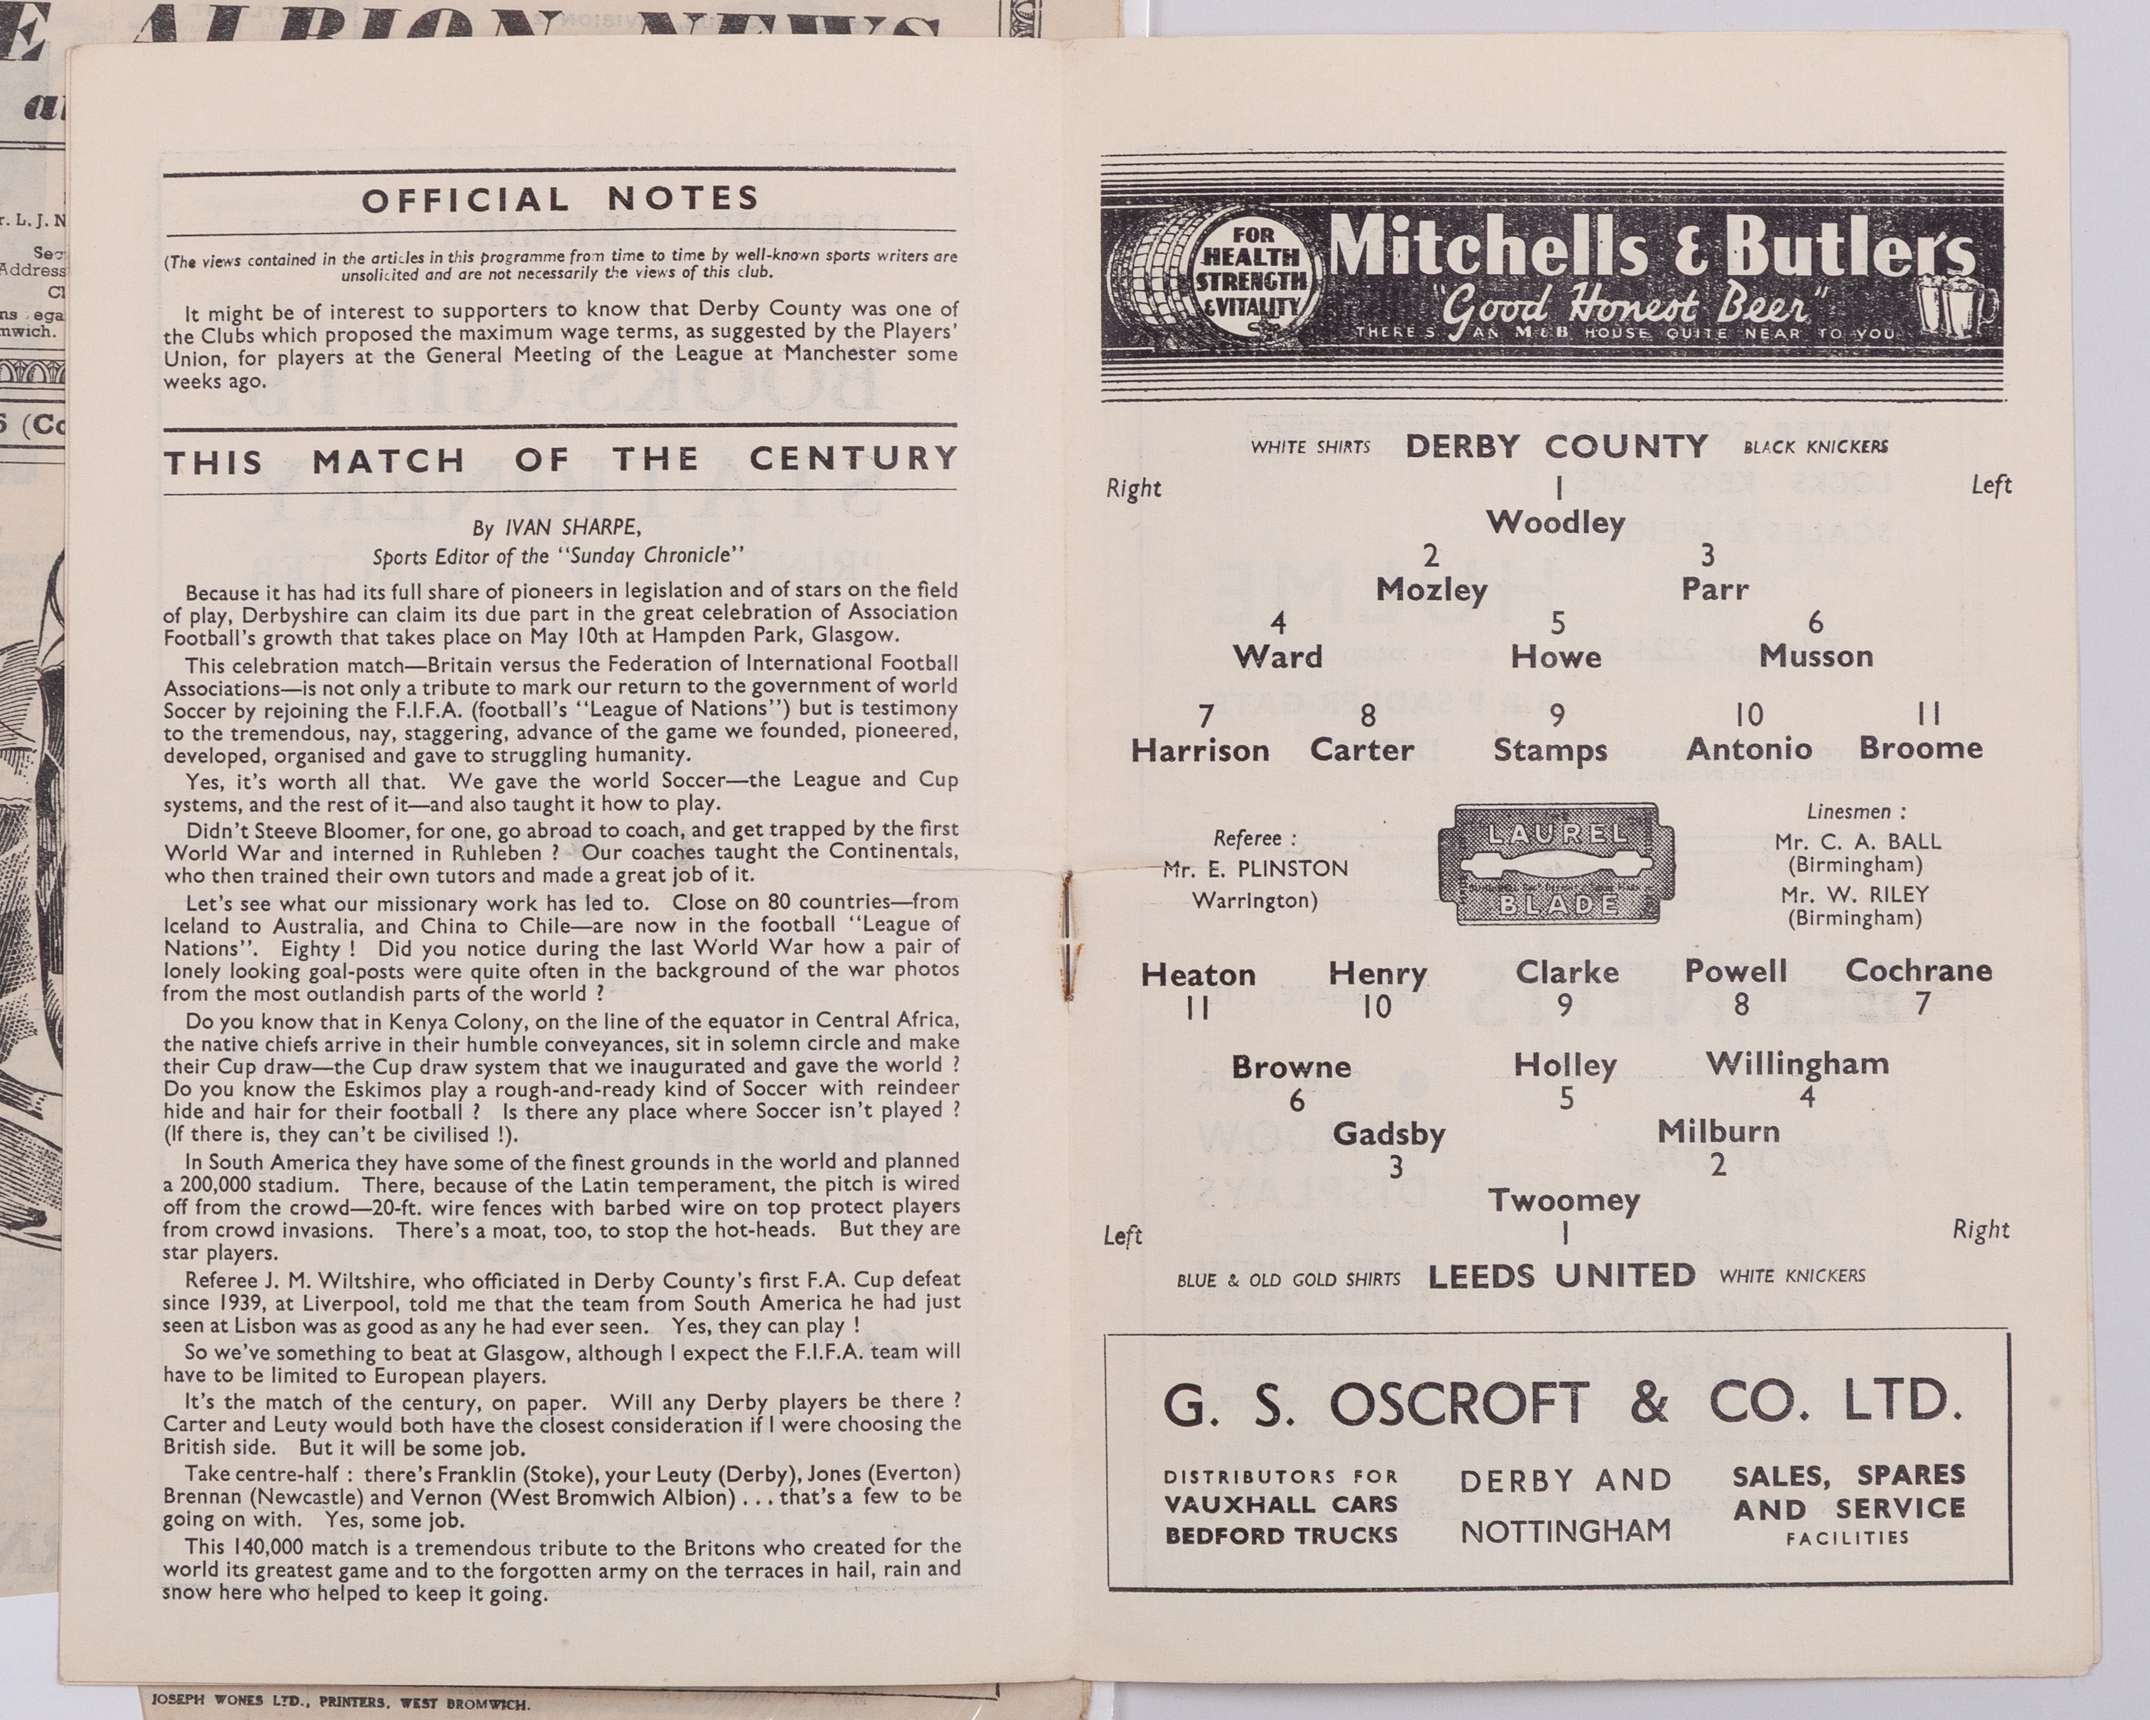 E ALBION NEWS
r. L. J. N
Address
nwich.
OFFICIAL NOTES
(The views contained in the articles in this programme from time to time by well-known sports writers are
unsolicited and are not necessarily the views of this club.
It might be of interest to supporters to know that Derby County was one of
the Clubs which proposed the maximum wage terms, as suggested by the Players'
Union, for players at the General Meeting of the League at Manchester some
weeks ago.
THIS MATCH OF THE CENTURY
By IVAN SHARPE,
Sports Editor of the "Sunday Chronicle"
Because it has had its full share of pioneers in legislation and of stars on the field
of play, Derbyshire can claim its due part in the great celebration of Association
Football's growth that takes place on May 10th at Hampden Park, Glasgow.
This celebration match—Britain versus the Federation of International Football
Associations—is not only a tribute to mark our return to the government of world
Soccer by rejoining the F.I.F.A. (football's "League of Nations") but is testimony
to the tremendous, nay, staggering, advance of the game we founded, pioneered,
developed, organised and gave to struggling humanity.
Yes, it's worth all that. We gave the world Soccer—the League and Cup
systems, and the rest of it—and also taught it how to play.
Didn't Steeve Bloomer, for one, go abroad to coach, and get trapped by the first
World War and interned in Ruhleben ? Our coaches taught the Continentals,
who then trained their own tutors and made a great job of it.
Let's see what our missionary work has led to. Close on 80 countries—from
Iceland to Australia, and China to Chile—are now in the football "League of
Nations". Eighty ! Did you notice during the last World War how a pair of
lonely looking goal-posts were quite often in the background of the war photos
from the most outlandish parts of the world ?
Do you know that in Kenya Colony, on the line of the equator in Central Africa,
the native chiefs arrive in their humble conveyances, sit in solemn circle and make
their Cup draw—the Cup draw system that we inaugurated and gave the world ?
Do you know the Eskimos play a rough-and-ready kind of Soccer with reindeer
hide and hair for their football ? Is there any place where Soccer isn't played ?
(If there is, they can't be civilised !).
In South America they have some of the finest grounds in the world and planned
a 200,000 stadium. There, because of the Latin temperament, the pitch is wired
off from the crowd—20-ft. wire fences with barbed wire on top protect players
from crowd invasions. There's a moat, too, to stop the hot-heads. But they are
star players.
Referee J. M. Wiltshire, who officiated in Derby County's first F.A. Cup defeat
since 1939, at Liverpool, told me that the team from South America he had just
seen at Lisbon was as good as any he had ever seen. Yes, they can play !
So we've something to beat at Glasgow, although I expect the F.I.F.A. team will
have to be limited to European players.
It's the match of the century, on paper. Will any Derby players be there ?
Carter and Leuty would both have the closest consideration if I were choosing the
British side. But it will be some job.
Take centre-half : there's Franklin (Stoke), your Leuty (Derby), Jones (Everton)
Brennan (Newcastle) and Vernon (West Bromwich Albion) . . . that's a few to be
going on with. Yes, some job.
This 140,000 match is a tremendous tribute to the Britons who created for the
world its greatest game and to the forgotten army on the terraces in hail, rain and
snow here who helped to keep it going.
JOSEPH WONES LTD., PRINTERS, WEST BROMWICH.
FOR
HEALTH
STRENGTH
& VITALITY
Mitchells & Butlers
"Good Honest Beer"
THERE'S AN M&B HOUSE QUITE NEAR TO YOU
WHITE SHIRTS DERBY COUNTY BLACK KNICKERS
Right 1 Left
Woodley
2 3
Mozley Parr
4 5 6
Ward Howe Musson
7 8 9 10 11
Harrison Carter Stamps Antonio Broome
Referee :
Mr. E. PLINSTON
Warrington)
LAUREL
BLADE
Linesmen :
Mr. C. A. BALL
(Birmingham)
Mr. W. RILEY
(Birmingham)
Heaton Henry Clarke Powell Cochrane
11 10 9 8 7
Browne Holley Willingham
6 5 4
Gadsby Milburn
3 2
Twoomey
Left 1 Right
BLUE & OLD GOLD SHIRTS LEEDS UNITED WHITE KNICKERS
G. S. OSCROFT & CO. LTD.
DISTRIBUTORS FOR
VAUXHALL CARS
BEDFORD TRUCKS
DERBY AND
NOTTINGHAM
SALES, SPARES
AND SERVICE
FACILITIES